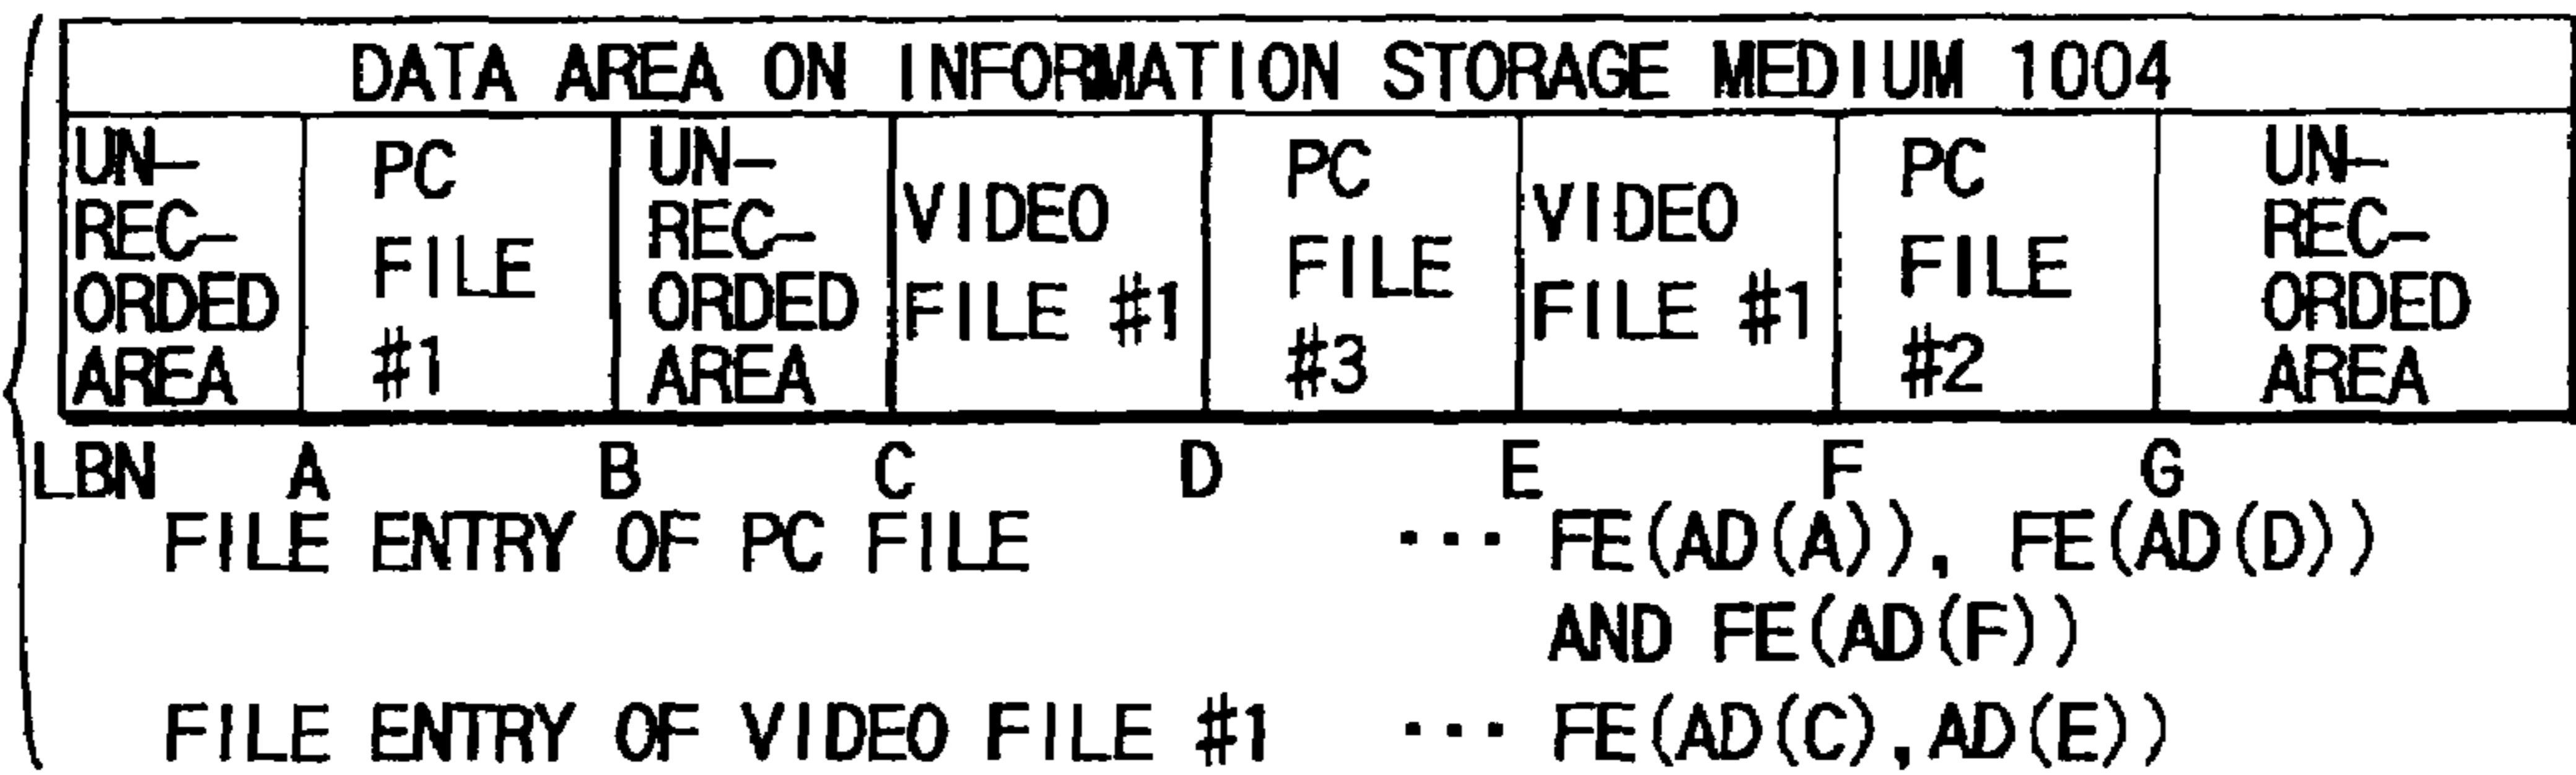 DATA AREA ON INFORMATION STORAGE MEDIUM 1004
UN-
REC-
ORDED
AREA
PC
FILE
#1
UN-
REC-
ORDED
AREA
VIDEO
FILE #1
PC
FILE
#3
VIDEO
FILE #1
PC
FILE
#2
UN-
REC-
ORDED
AREA
LBN A B C D E F G
FILE ENTRY OF PC FILE ··· FE(AD(A)), FE(AD(D))
AND FE(AD(F))
FILE ENTRY OF VIDEO FILE #1 ··· FE(AD(C),AD(E))